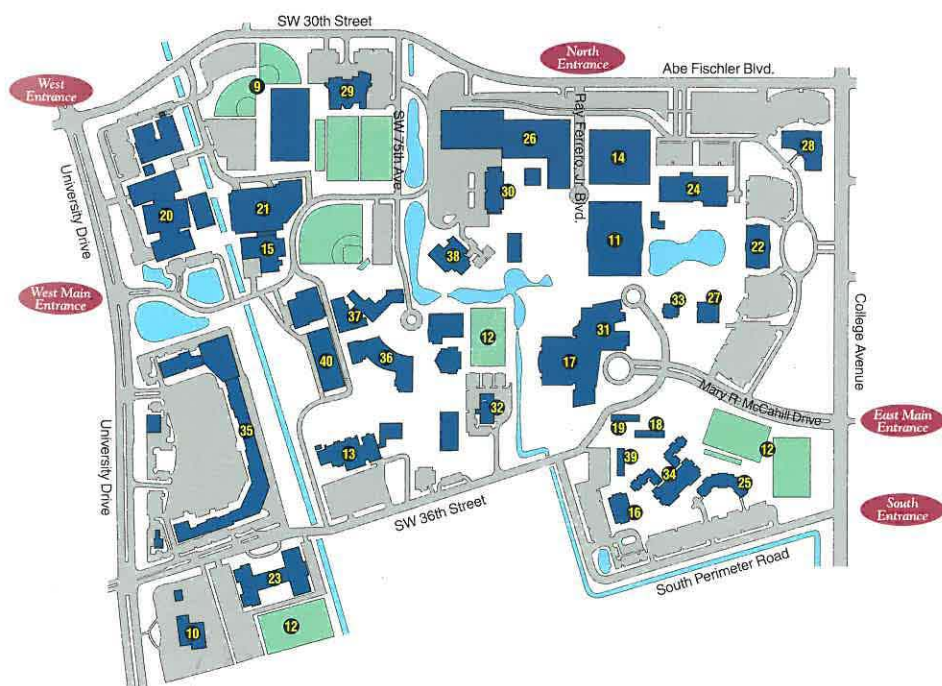 SW 30th Street
North
Entrance
Abe Fischler Blvd.
West
Entrance
9
29
SW 75th Ave
26
Ray Ferrero, Jr. Blvd.
14
28
30
24
University Drive
20
21
15
11
22
38
West Main
Entrance
33
27
37
12
31
College Avenue
36
17
40
Mary R. McCahill Drive
32
35
19
18
East Main
Entrance
University Drive
13
39
12
34
25
SW 36th Street
16
South
Entrance
23
South Perimeter Road
10
12